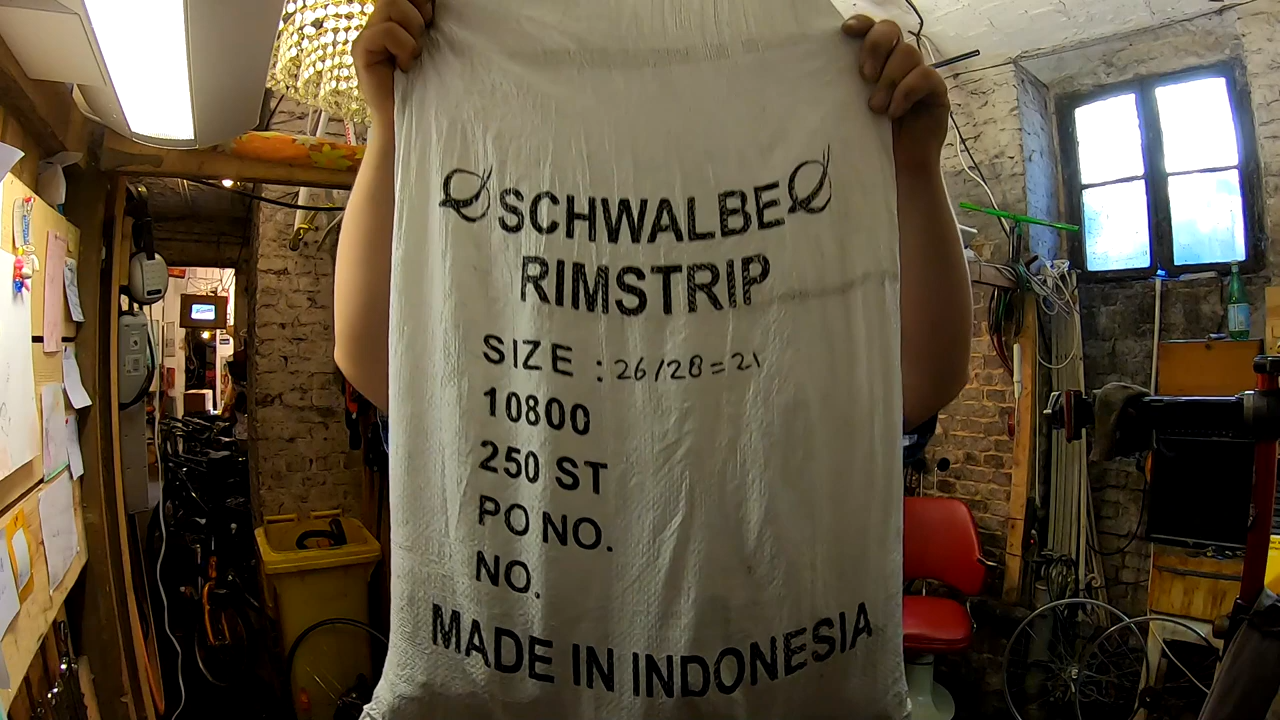 SCHWALBE
RIMSTRIP
SIZE : 26/28=21
10800
250 ST
PO NO.
NO.
MADE IN INDONESIA